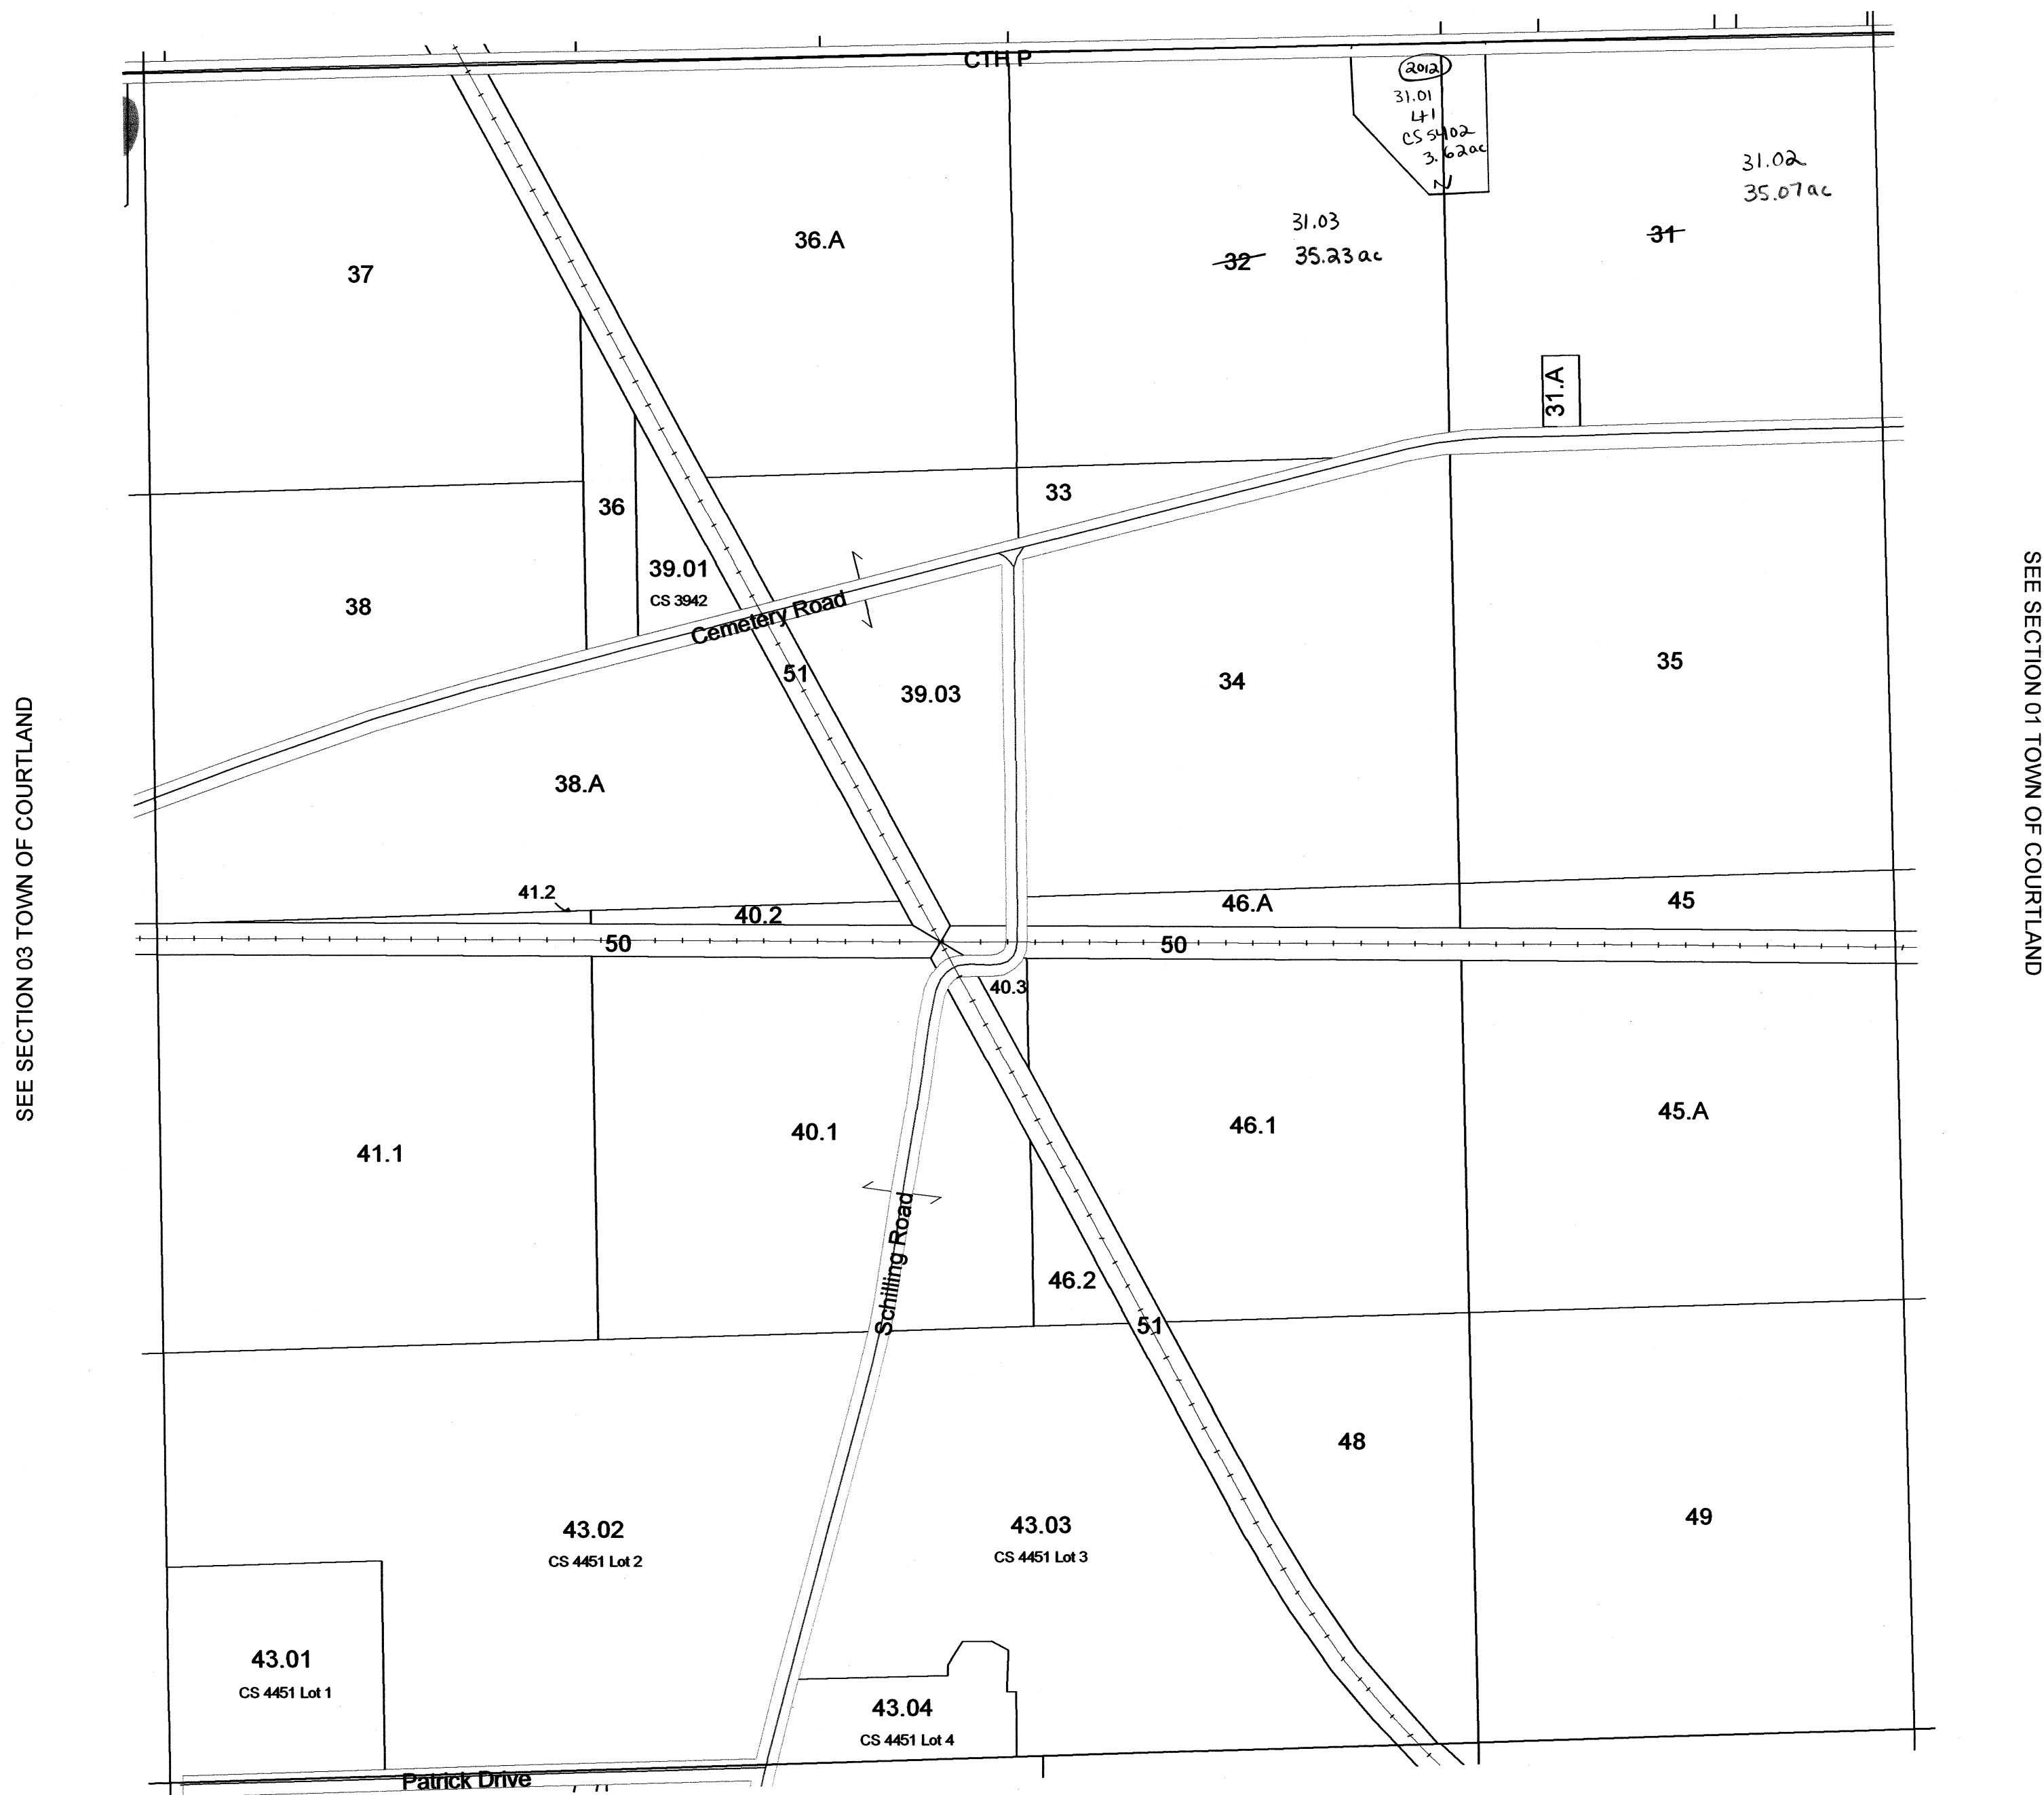 CTH P
2012
31.01
L+1
CS 5402
3.62ac
N
31.02
35.07ac
31.03
32 35.23ac
31
36.A
37
31.A
33
36
39.01
CS 3942
38
Cemetery Road
51
39.03
34
35
38.A
41.2
40.2
46.A
45
50
50
40.3
41.1
40.1
46.1
45.A
Schilling Road
46.2
51
48
49
43.02
CS 4451 Lot 2
43.03
CS 4451 Lot 3
43.01
CS 4451 Lot 1
43.04
CS 4451 Lot 4
Patrick Drive
SEE SECTION 03 TOWN OF COURTLAND
SEE SECTION 01 TOWN OF COURTLAND